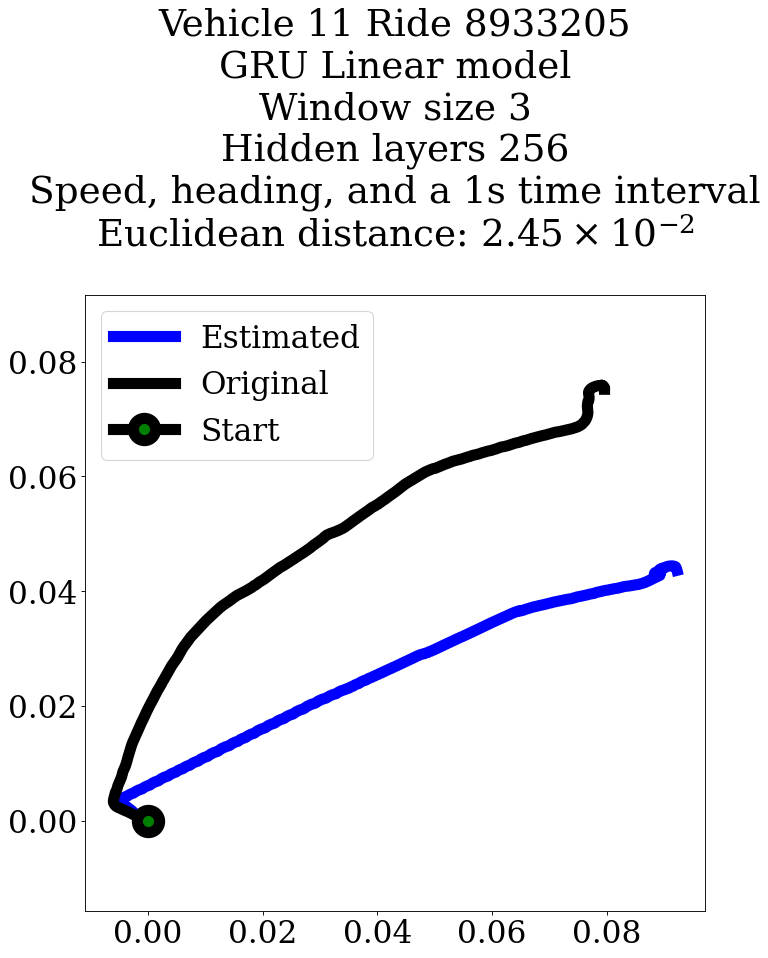 Vehicle 11 Ride 8933205
GRU Linear model
Window size 3
Hidden layers 256
Speed, heading, and a 1s time interval
Euclidean distance: 2.45 × 10⁻²
Estimated
Original
Start
0.08
0.06
0.04
0.02
0.00
0.00 0.02 0.04 0.06 0.08